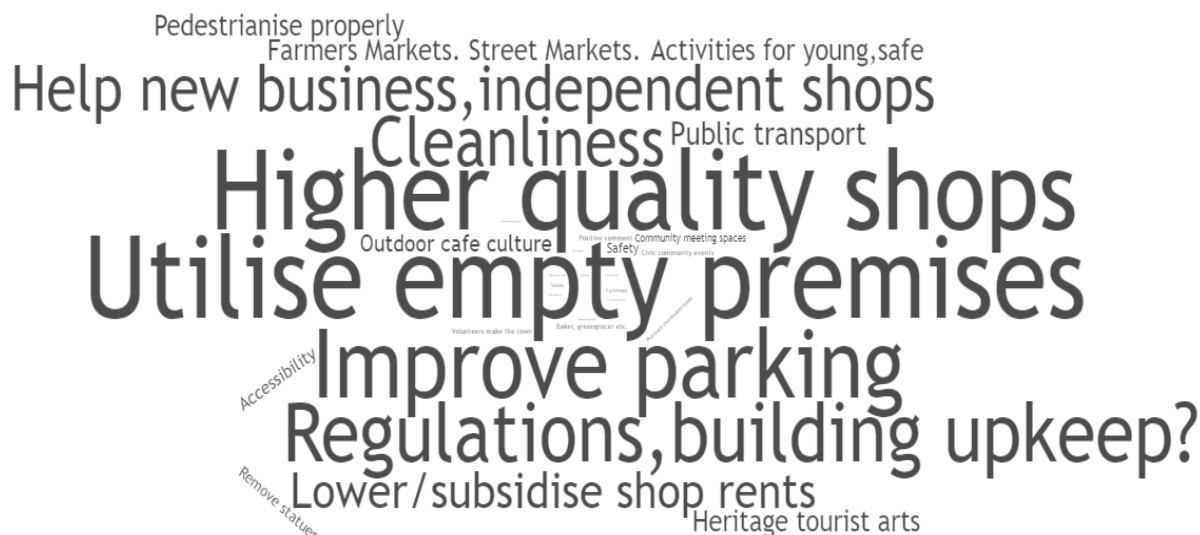 Pedestrianise properly
Farmers Markets. Street Markets. Activities for young,safe
Help new business,independent shops
Cleanliness
Public transport
Higher quality shops
Outdoor cafe culture
Positive comment
Community meeting spaces
Safety
Civic community events
Utilise empty premises
Volunteers make the town
Baker, greengrocer etc
Improve parking
Accessibility
Regulations,building upkeep?
Remove statues
Lower/subsidise shop rents
Heritage tourist arts